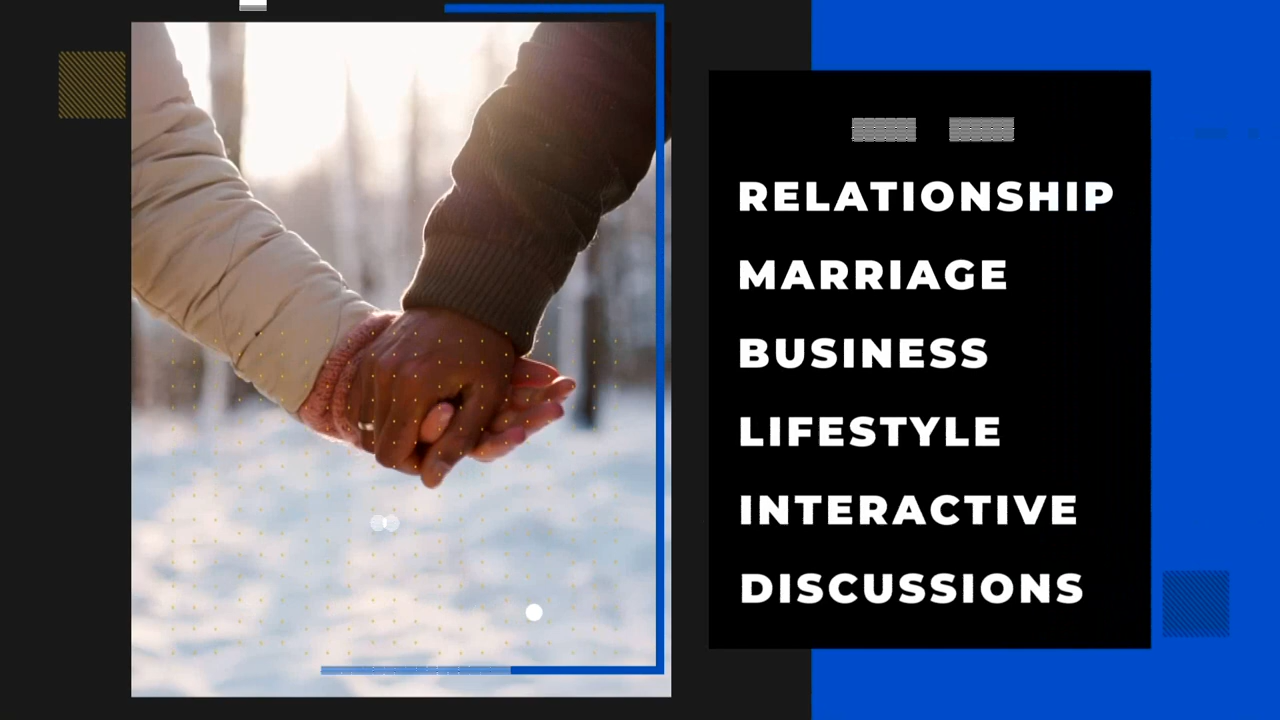 RELATIONSHIP
MARRIAGE
BUSINESS
LIFESTYLE
INTERACTIVE
DISCUSSIONS